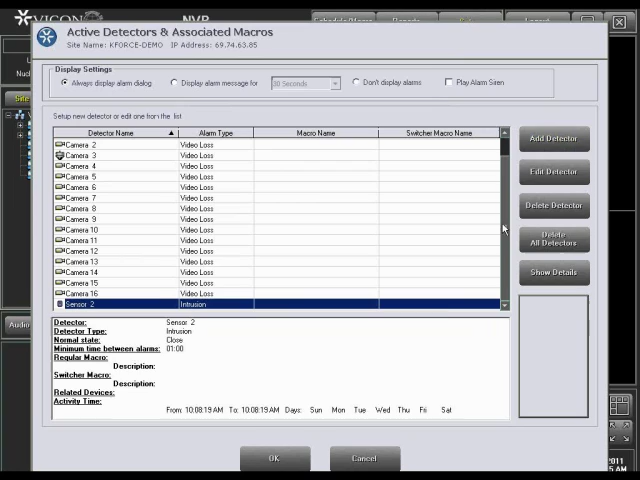 VICON NVR
Active Detectors & Associated Macros
Site Name: KFORCE-DEMO IP Address: 69.74.63.85
Display Settings
Always display alarm dialog Display alarm message for 30 Seconds Don't display alarms Play Alarm Siren
Site
Setup new detector or edit one from the list
Detector Name Alarm Type Macro Name Switcher Macro Name
Camera 2 Video Loss
Camera 3 Video Loss
Camera 4 Video Loss
Camera 5 Video Loss
Camera 6 Video Loss
Camera 7 Video Loss
Camera 8 Video Loss
Camera 9 Video Loss
Camera 10 Video Loss
Camera 11 Video Loss
Camera 12 Video Loss
Camera 13 Video Loss
Camera 14 Video Loss
Camera 15 Video Loss
Camera 16 Video Loss
Sensor 2 Intrusion
Add Detector
Edit Detector
Delete Detector
Delete
All Detectors
Show Details
Audio
Detector: Sensor 2
Detector Type: Intrusion
Normal state: Close
Minimum time between alarms: 01:00
Regular Macro:
Description:
Switcher Macro:
Description:
Related Devices:
Activity Time:
From: 10:08:19 AM To: 10:08:19 AM Days: Sun Mon Tue Wed Thu Fri Sat
OK Cancel